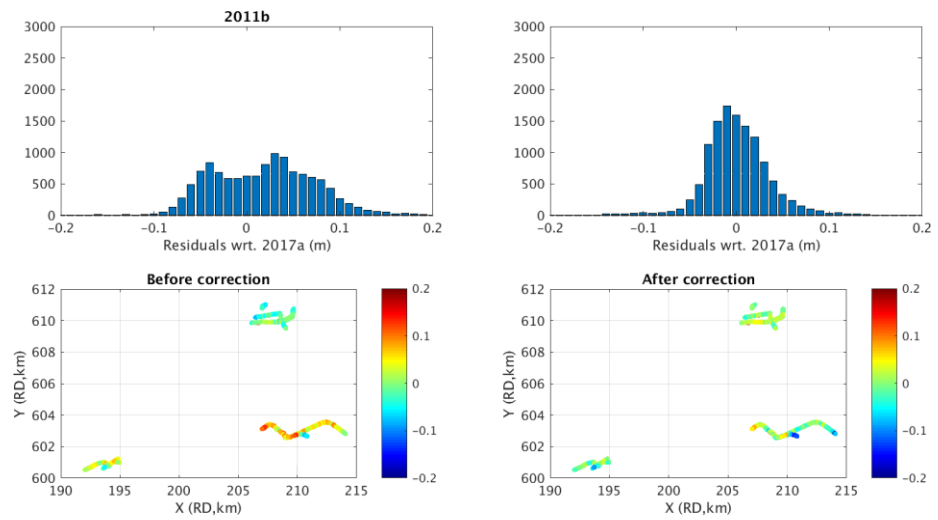 2011b
3000
2500
2000
1500
1000
500
0
−0.2 −0.1 0 0.1 0.2
Residuals wrt. 2017a (m)
3000
2500
2000
1500
1000
500
0
−0.2 −0.1 0 0.1 0.2
Residuals wrt. 2017a (m)
Before correction
612
610
608
606
604
602
600
Y (RD,km)
190 195 200 205 210 215
X (RD,km)
0.2
0.1
0
−0.1
−0.2
After correction
612
610
608
606
604
602
600
Y (RD,km)
190 195 200 205 210 215
X (RD,km)
0.2
0.1
0
−0.1
−0.2